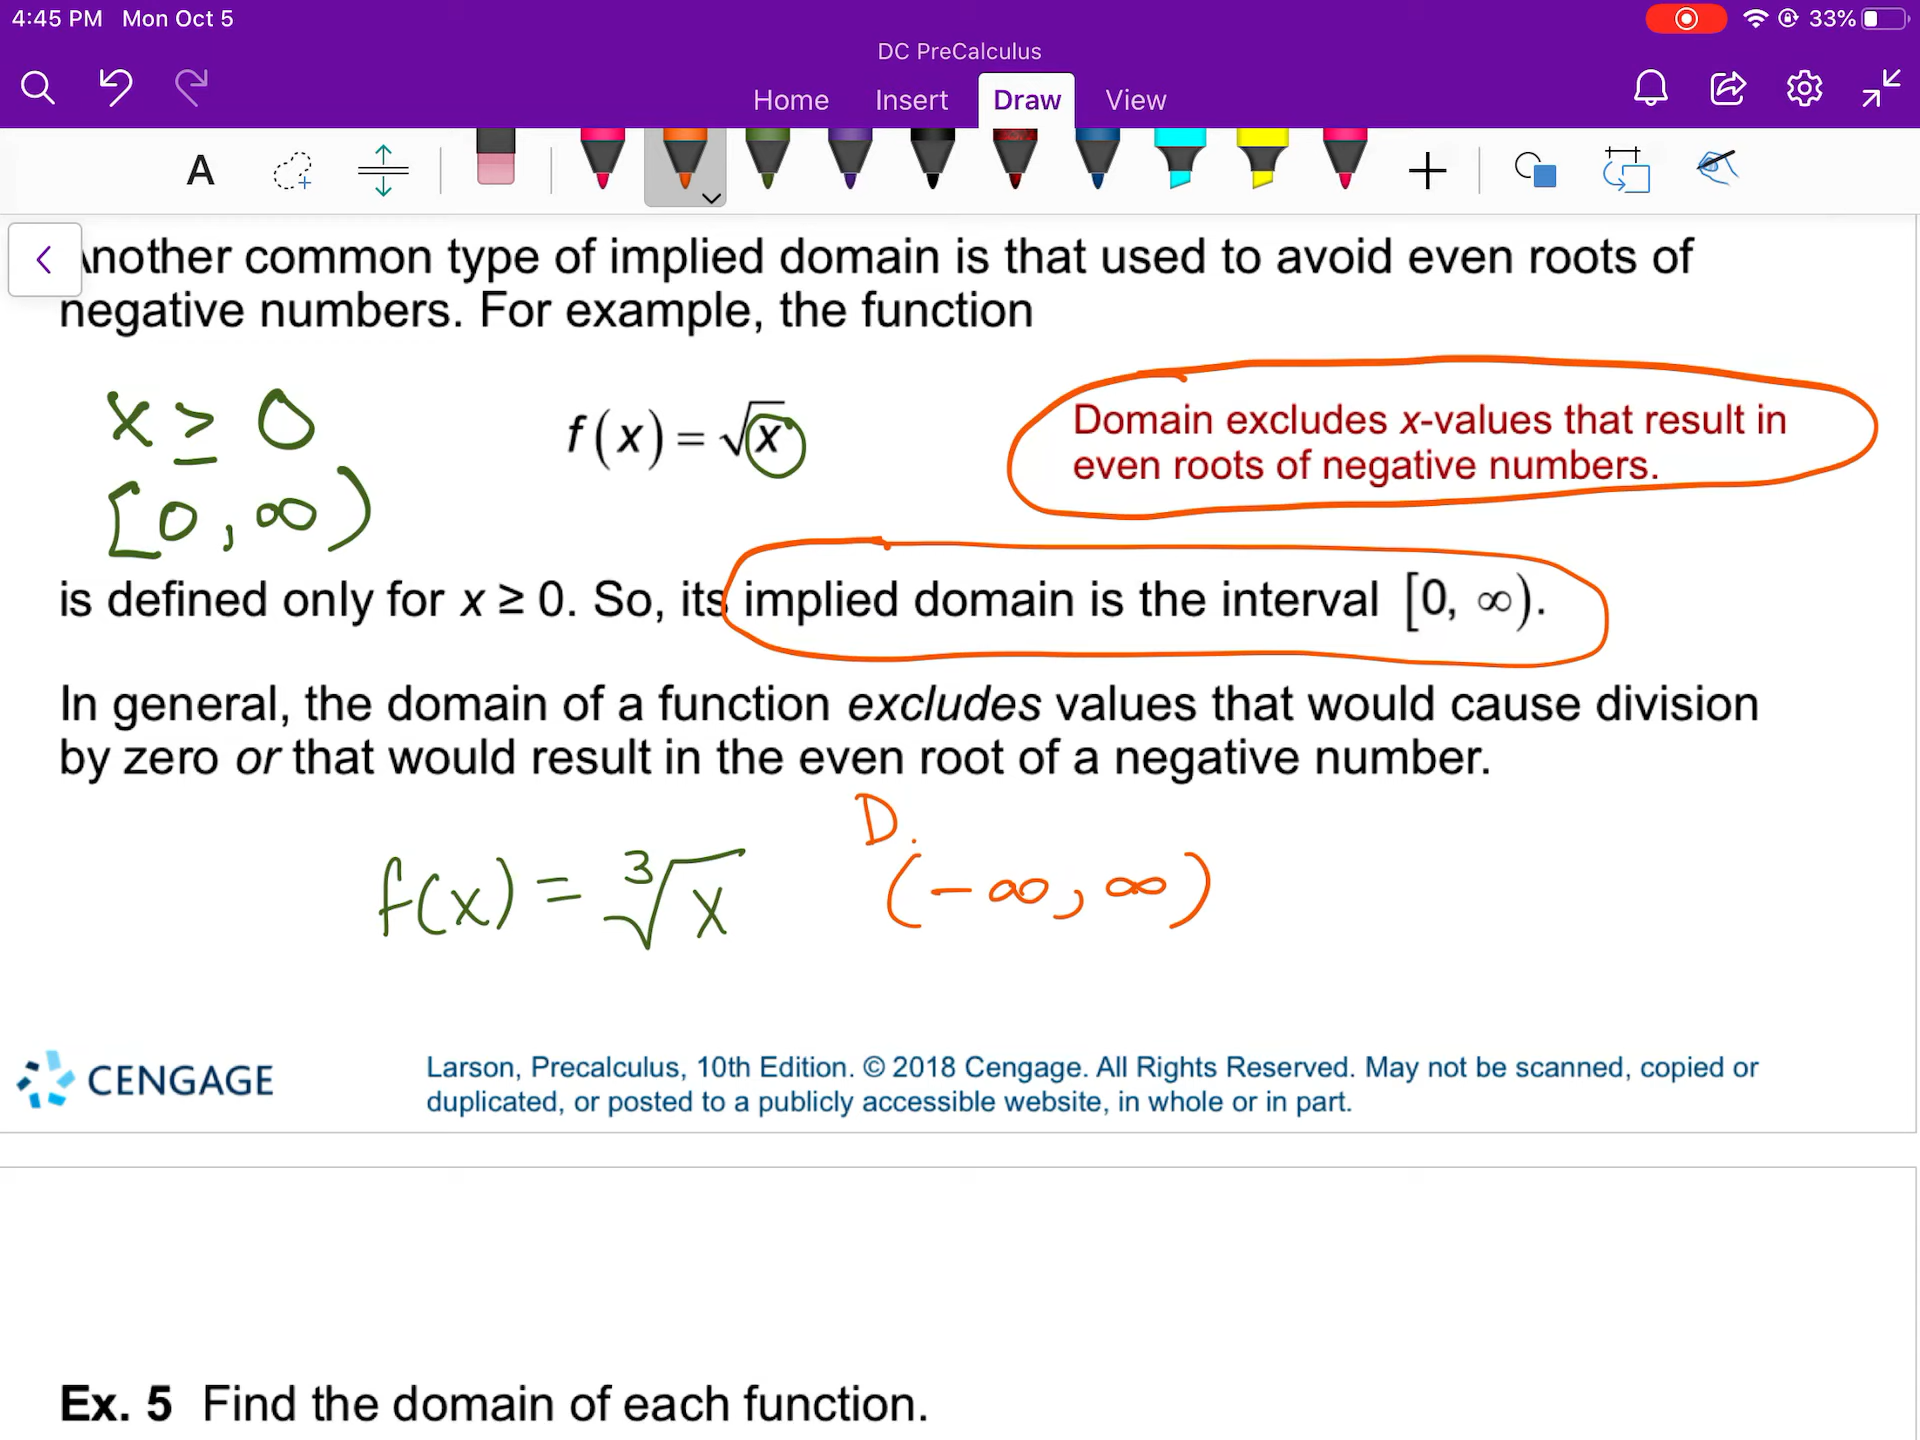 4:45 PM Mon Oct 5
33%
DC PreCalculus
Home Insert Draw View
A
nother common type of implied domain is that used to avoid even roots of
negative numbers. For example, the function
x ≥ 0
f(x) = √x
Domain excludes x-values that result in
even roots of negative numbers.
[0, ∞)
is defined only for x ≥ 0. So, its implied domain is the interval [0, ∞).
In general, the domain of a function excludes values that would cause division
by zero or that would result in the even root of a negative number.
D.
f(x) = ∛x (-∞, ∞)
CENGAGE
Larson, Precalculus, 10th Edition. © 2018 Cengage. All Rights Reserved. May not be scanned, copied or
duplicated, or posted to a publicly accessible website, in whole or in part.
Ex. 5 Find the domain of each function.